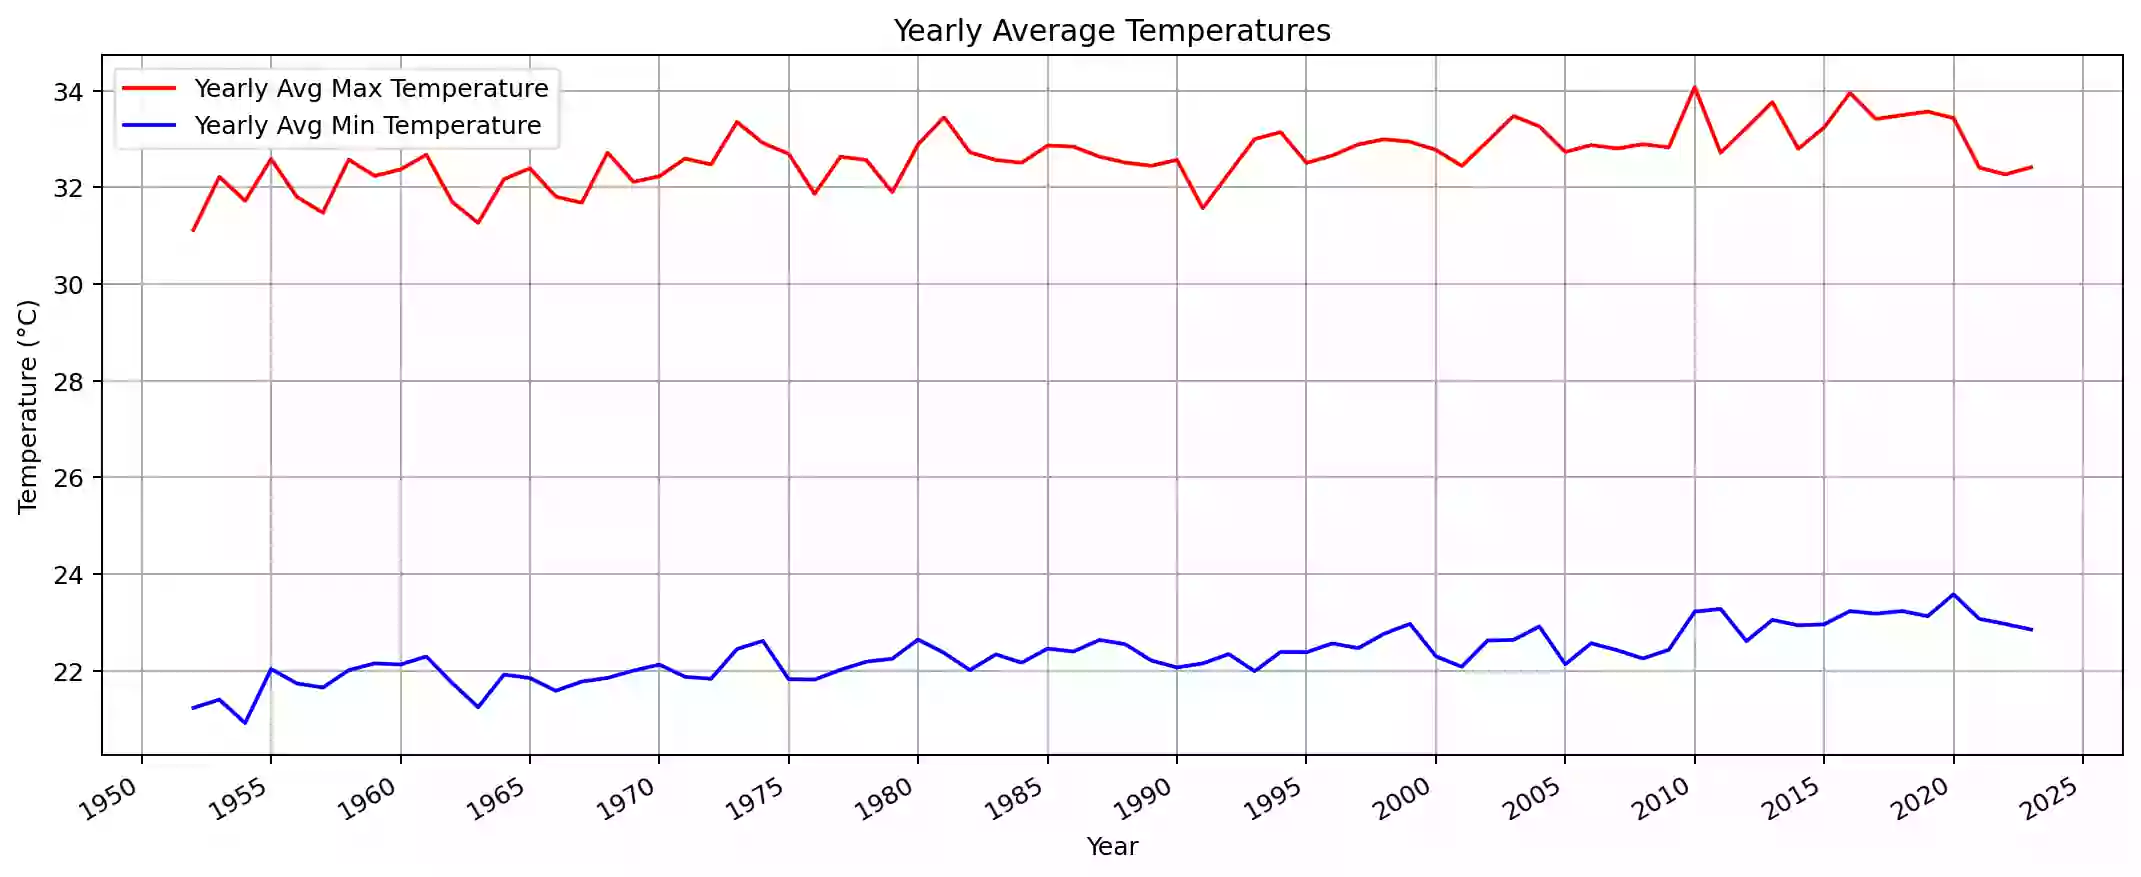 Yearly Average Temperatures
Yearly Avg Max Temperature
Yearly Avg Min Temperature
34
32
30
28
26
24
22
Temperature (°C)
1950 1955 1960 1965 1970 1975 1980 1985 1990 1995 2000 2005 2010 2015 2020 2025
Year